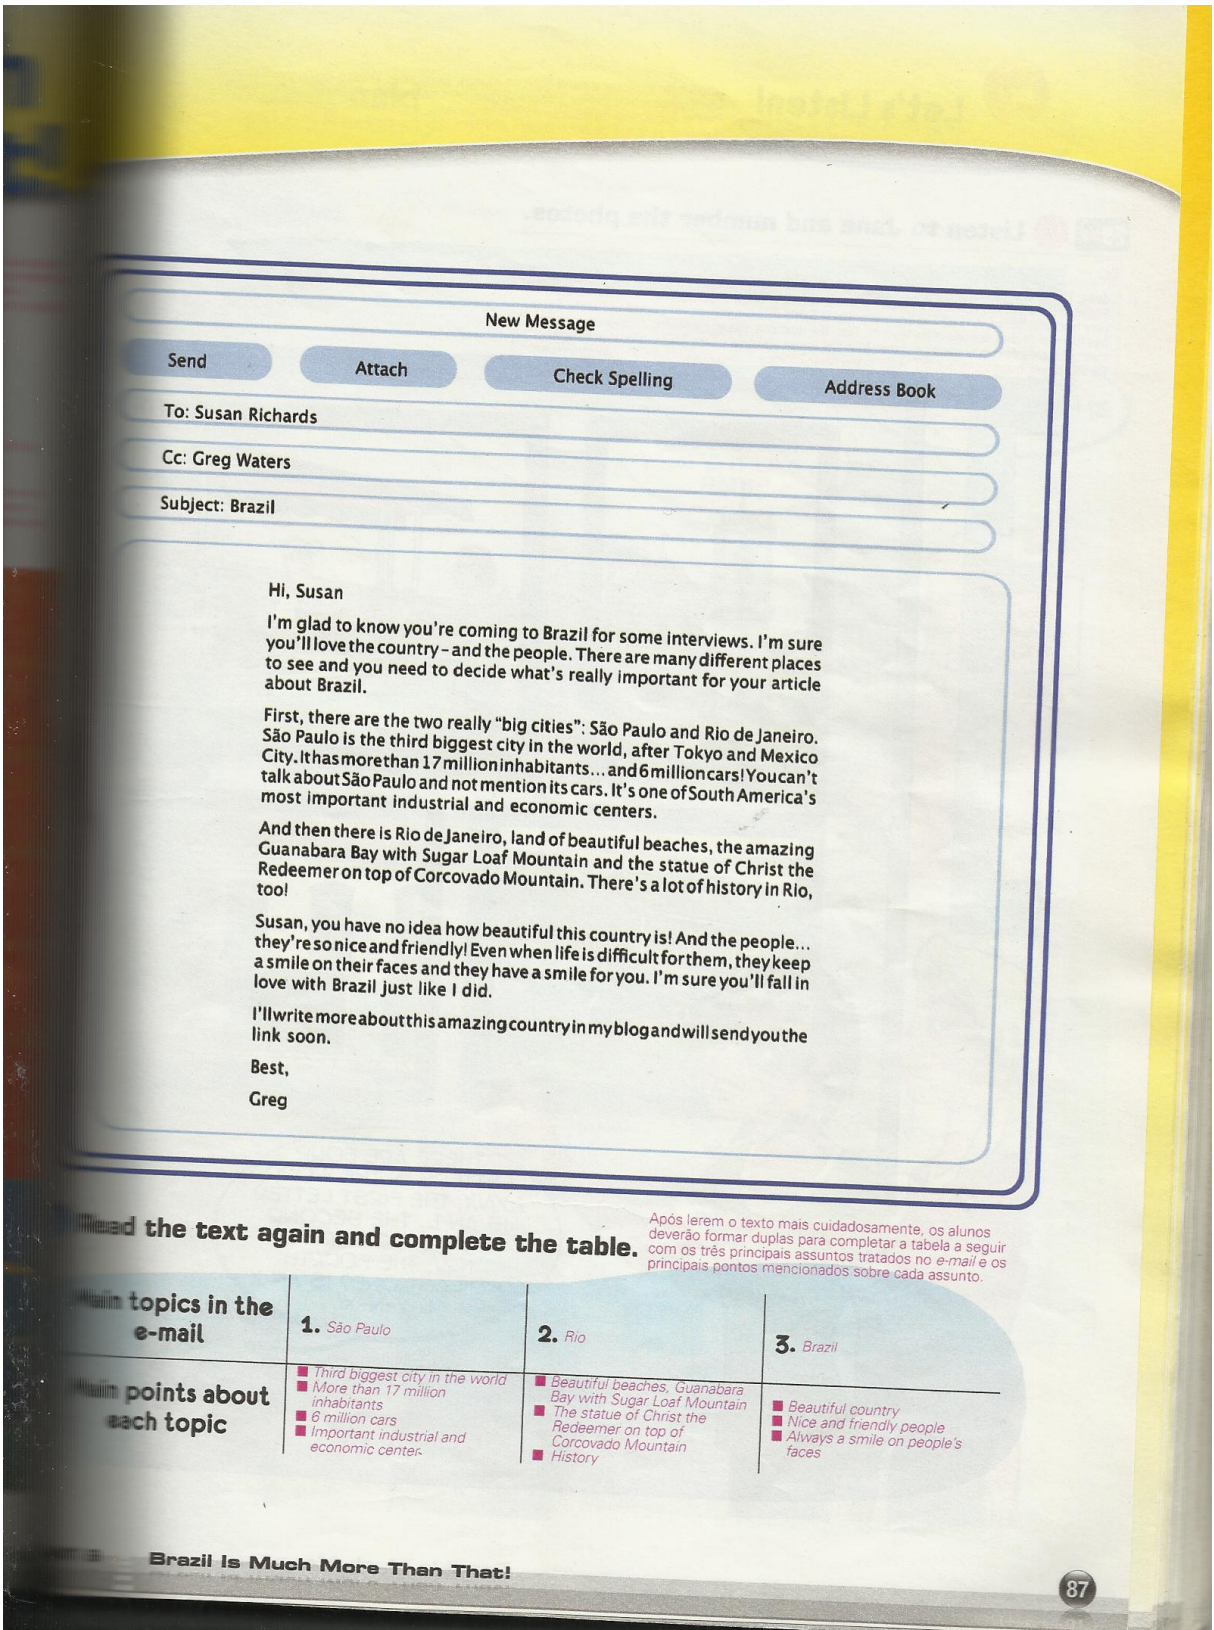 New Message
Send Attach Check Spelling Address Book
To: Susan Richards
Cc: Greg Waters
Subject: Brazil
Hi, Susan
I'm glad to know you're coming to Brazil for some interviews. I'm sure
you'll love the country – and the people. There are many different places
to see and you need to decide what's really important for your article
about Brazil.
First, there are the two really “big cities”: São Paulo and Rio de Janeiro.
São Paulo is the third biggest city in the world, after Tokyo and Mexico
City. It has more than 17 million inhabitants... and 6 million cars! You can't
talk about São Paulo and not mention its cars. It's one of South America's
most important industrial and economic centers.
And then there is Rio de Janeiro, land of beautiful beaches, the amazing
Guanabara Bay with Sugar Loaf Mountain and the statue of Christ the
Redeemer on top of Corcovado Mountain. There's a lot of history in Rio,
too!
Susan, you have no idea how beautiful this country is! And the people...
they're so nice and friendly! Even when life is difficult for them, they keep
a smile on their faces and they have a smile for you. I'm sure you'll fall in
love with Brazil just like I did.
I'll write more about this amazing country in my blog and will send you the
link soon.
Best,
Greg
Read the text again and complete the table.
Após lerem o texto mais cuidadosamente, os alunos
deverão formar duplas para completar a tabela a seguir
com os três principais assuntos tratados no e-mail e os
principais pontos mencionados sobre cada assunto.
Main topics in the
e-mail
1. São Paulo
2. Rio
3. Brazil
Main points about
each topic
Third biggest city in the world
More than 17 million
inhabitants
6 million cars
Important industrial and
economic center
Beautiful beaches, Guanabara
Bay with Sugar Loaf Mountain
The statue of Christ the
Redeemer on top of
Corcovado Mountain
History
Beautiful country
Nice and friendly people
Always a smile on people's
faces
Brazil Is Much More Than That!
87